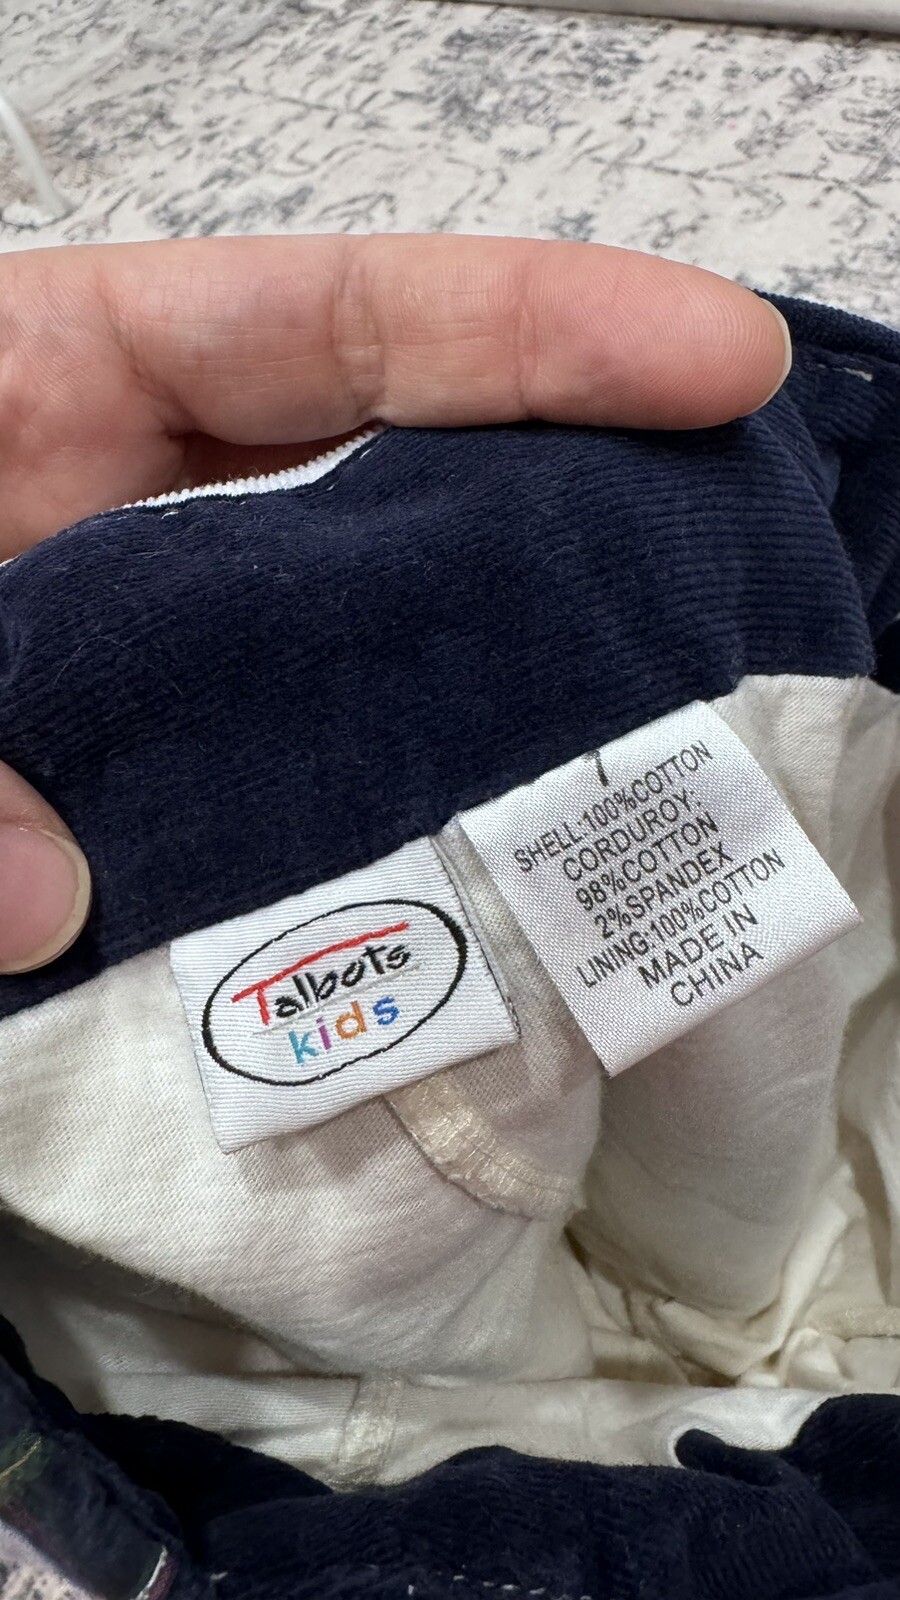 Talbots
kids
7
SHELL:100%COTTON
CORDUROY:
98%COTTON
2%SPANDEX
LINING:100%COTTON
MADE IN
CHINA